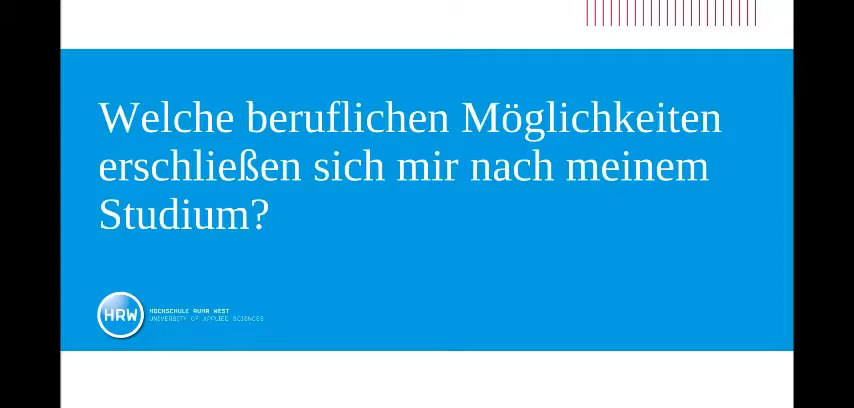 Welche beruflichen Möglichkeiten
erschließen sich mir nach meinem
Studium?
HRW
HOCHSCHULE RUHR WEST
UNIVERSITY OF APPLIED SCIENCES